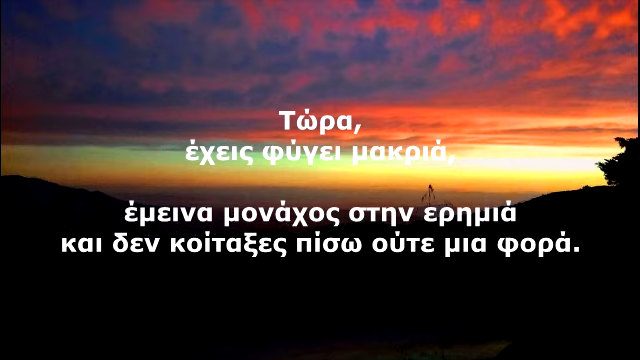 Τώρα,
έχεις φύγει μακριά,
έμεινα μονάχος στην ερημιά
και δεν κοίταξες πίσω ούτε μια φορά.